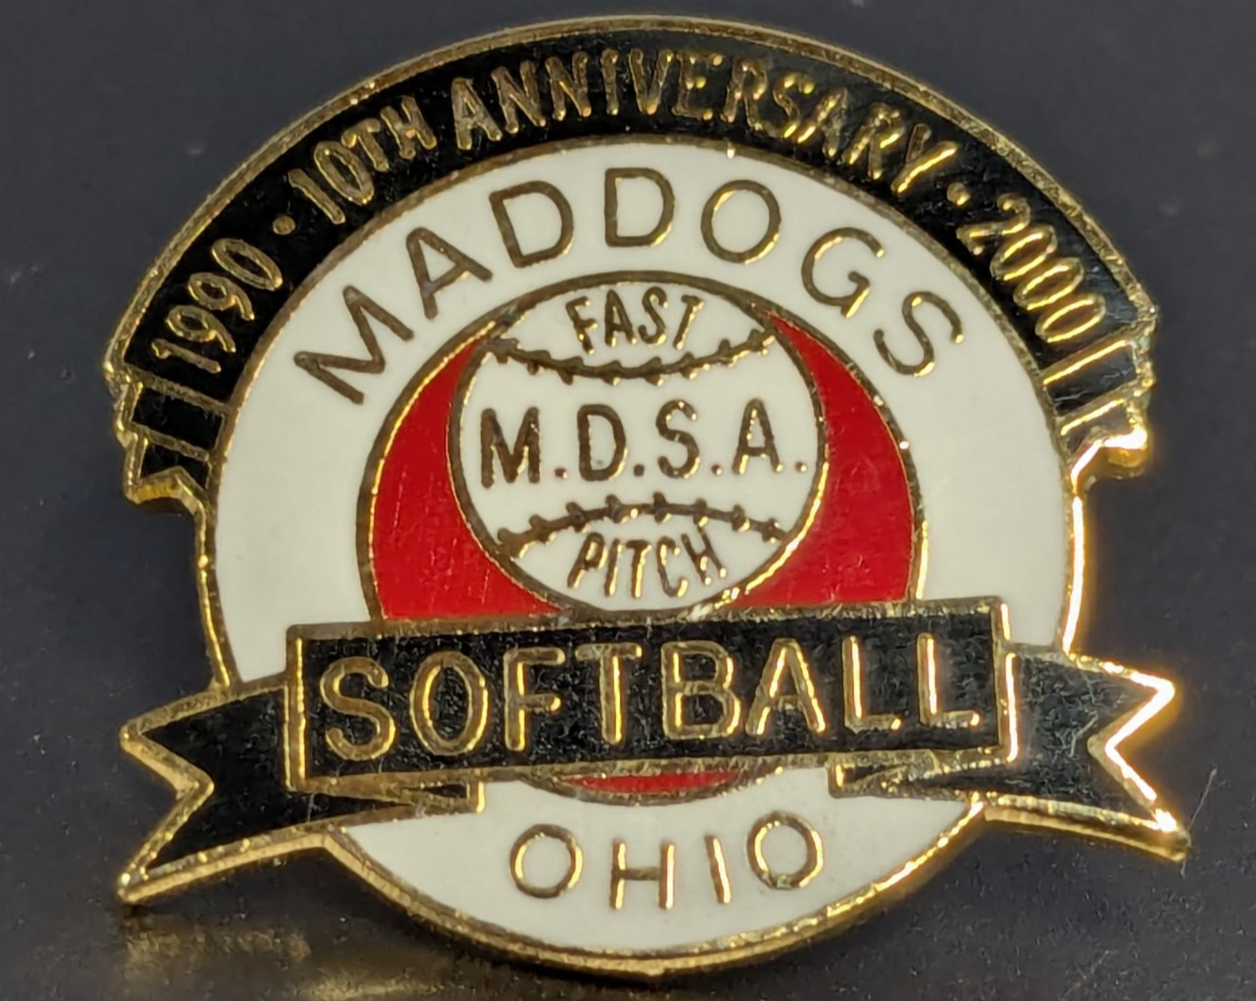 1990 · 10TH ANNIVERSARY · 2000
MADDOGS
FAST
M.D.S.A.
PITCH
SOFTBALL
OHIO